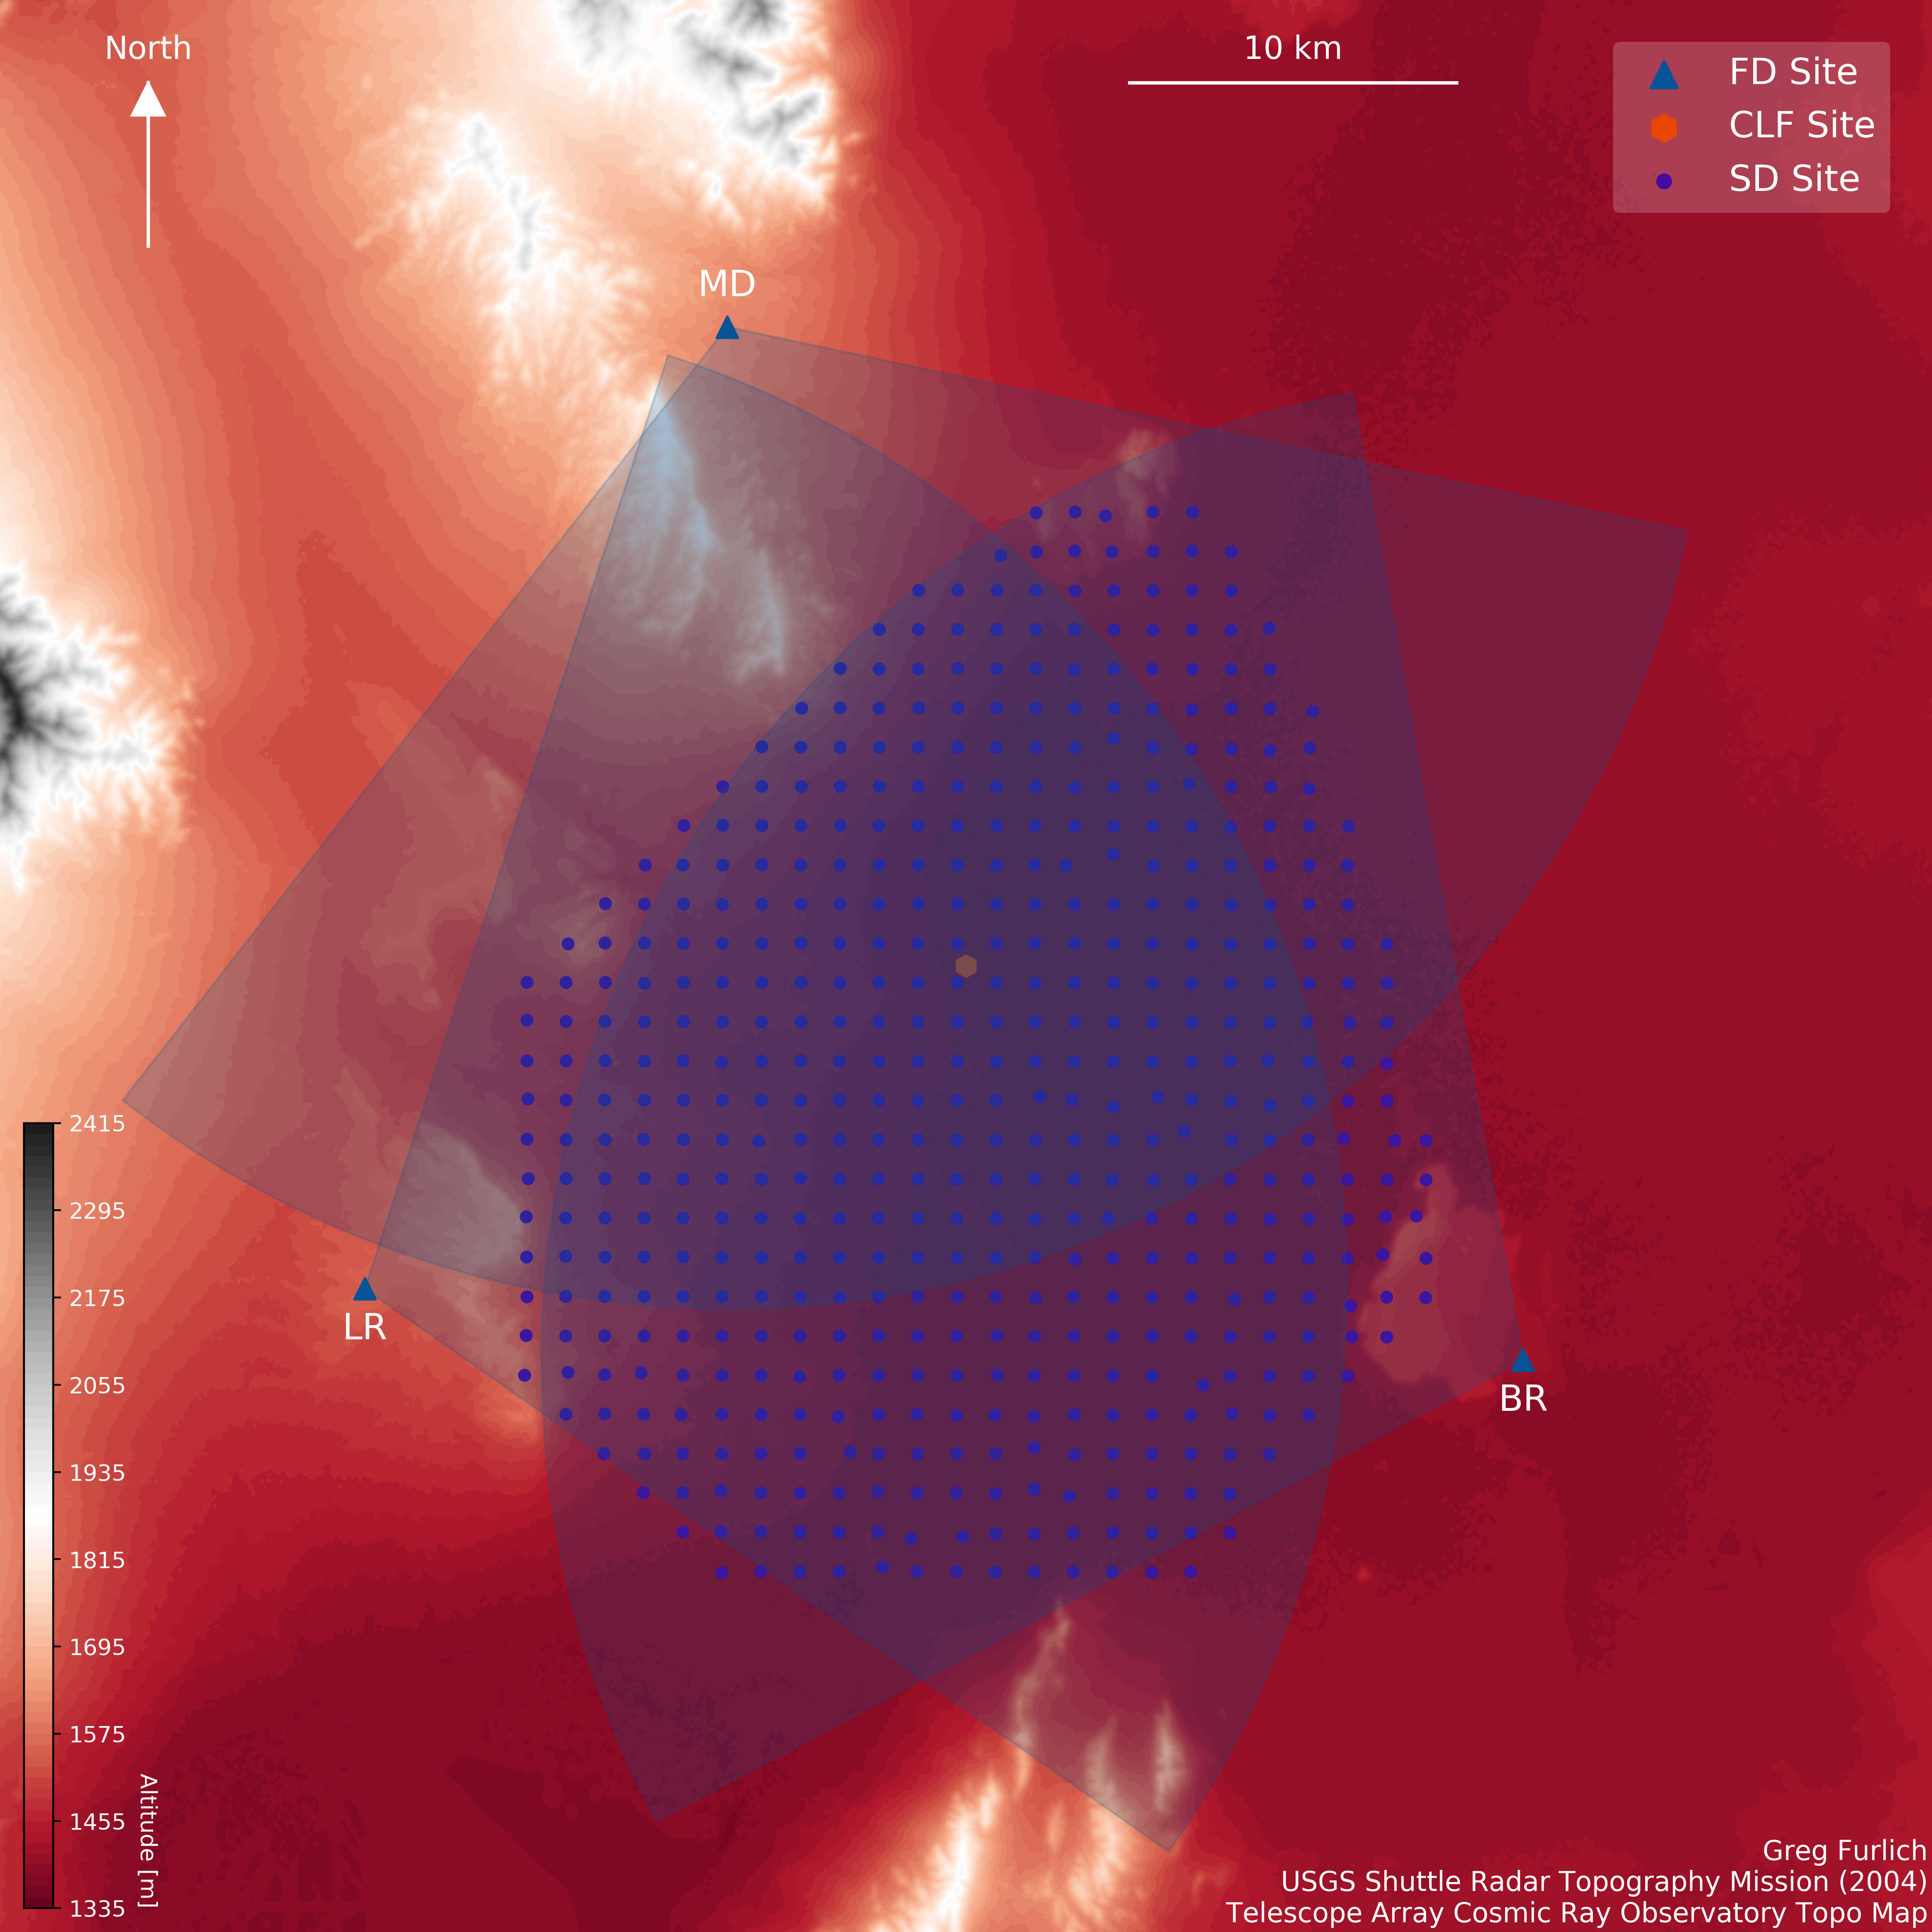 North
10 km
FD Site
CLF Site
SD Site
MD
LR
BR
2415
2295
2175
2055
1935
1815
1695
1575
1455
1335
Altitude [m]
Greg Furlich
USGS Shuttle Radar Topography Mission (2004)
Telescope Array Cosmic Ray Observatory Topo Map